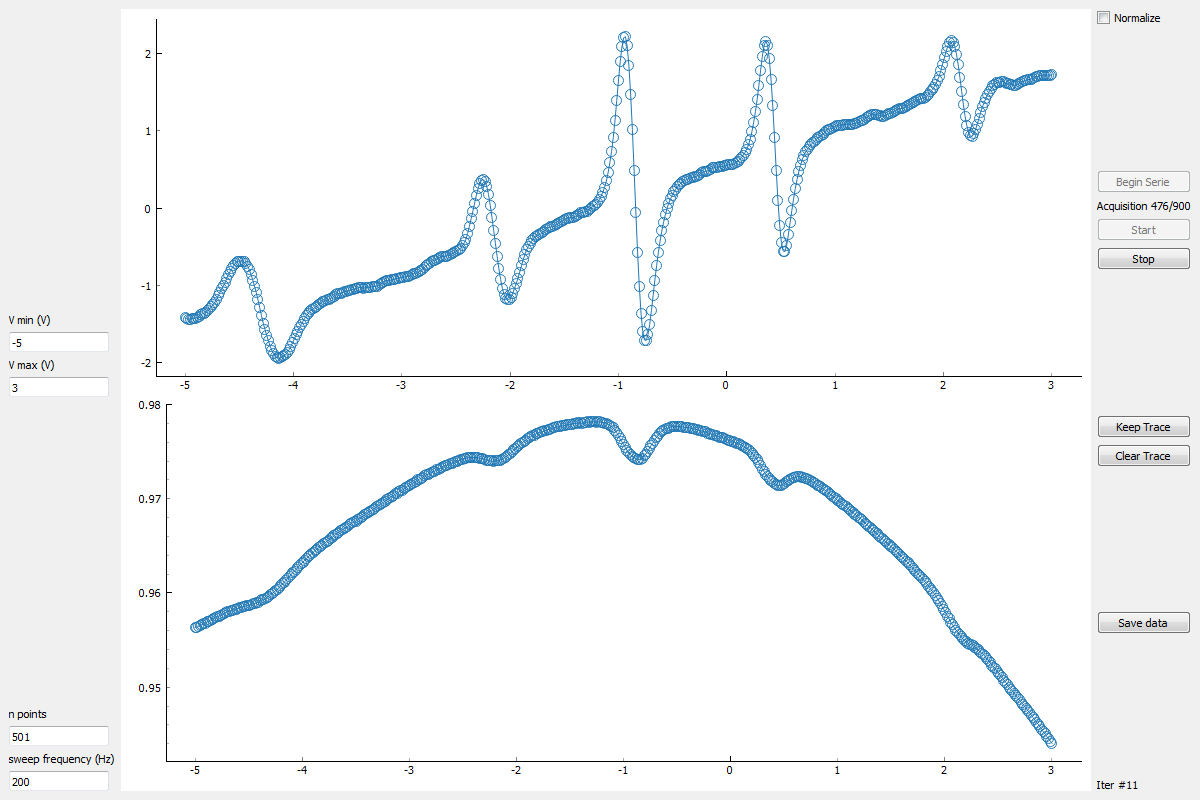 Normalize
2
1
0
-1
-2
-5
-4
-3
-2
-1
0
1
2
3
Begin Serie
Acquisition 476/900
Start
Stop
V min (V)
-5
V max (V)
3
0.98
0.97
0.96
0.95
-5
-4
-3
-2
-1
0
1
2
3
Keep Trace
Clear Trace
Save data
n points
501
sweep frequency (Hz)
200
Iter #11